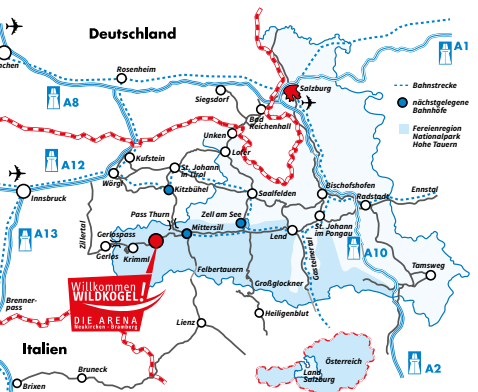 Deutschland
A1
chen
Rosenheim
Salzburg
Siegsdorf
Bad
Reichenhall
A8
Bahnstrecke
nächstgelegene
Bahnhöfe
Fereienregion
Nationalpark
Hohe Tauern
Unken
Lofer
A12
Kufstein
St. Johann
in Tirol
Wörgl
Kitzbühel
Saalfelden
Bischofshofen
Ennstgl
Radstadt
Innsbruck
Pass Thurn
Zell am See
St. Johann
im Pongau
A13
Zillertal
Gerlospass
Mittersill
Lend
Gerlos
Krimml
Gasteinertal
A10
Tamsweg
Felbertauern
Großglockner
Willkommen
WILDKOGEL!
DIE ARENA
Neukirchen - Bramberg
Brenner-
pass
Lienz
Heiligenblut
Italien
Österreich
Land
Salzburg
A2
Bruneck
Brixen